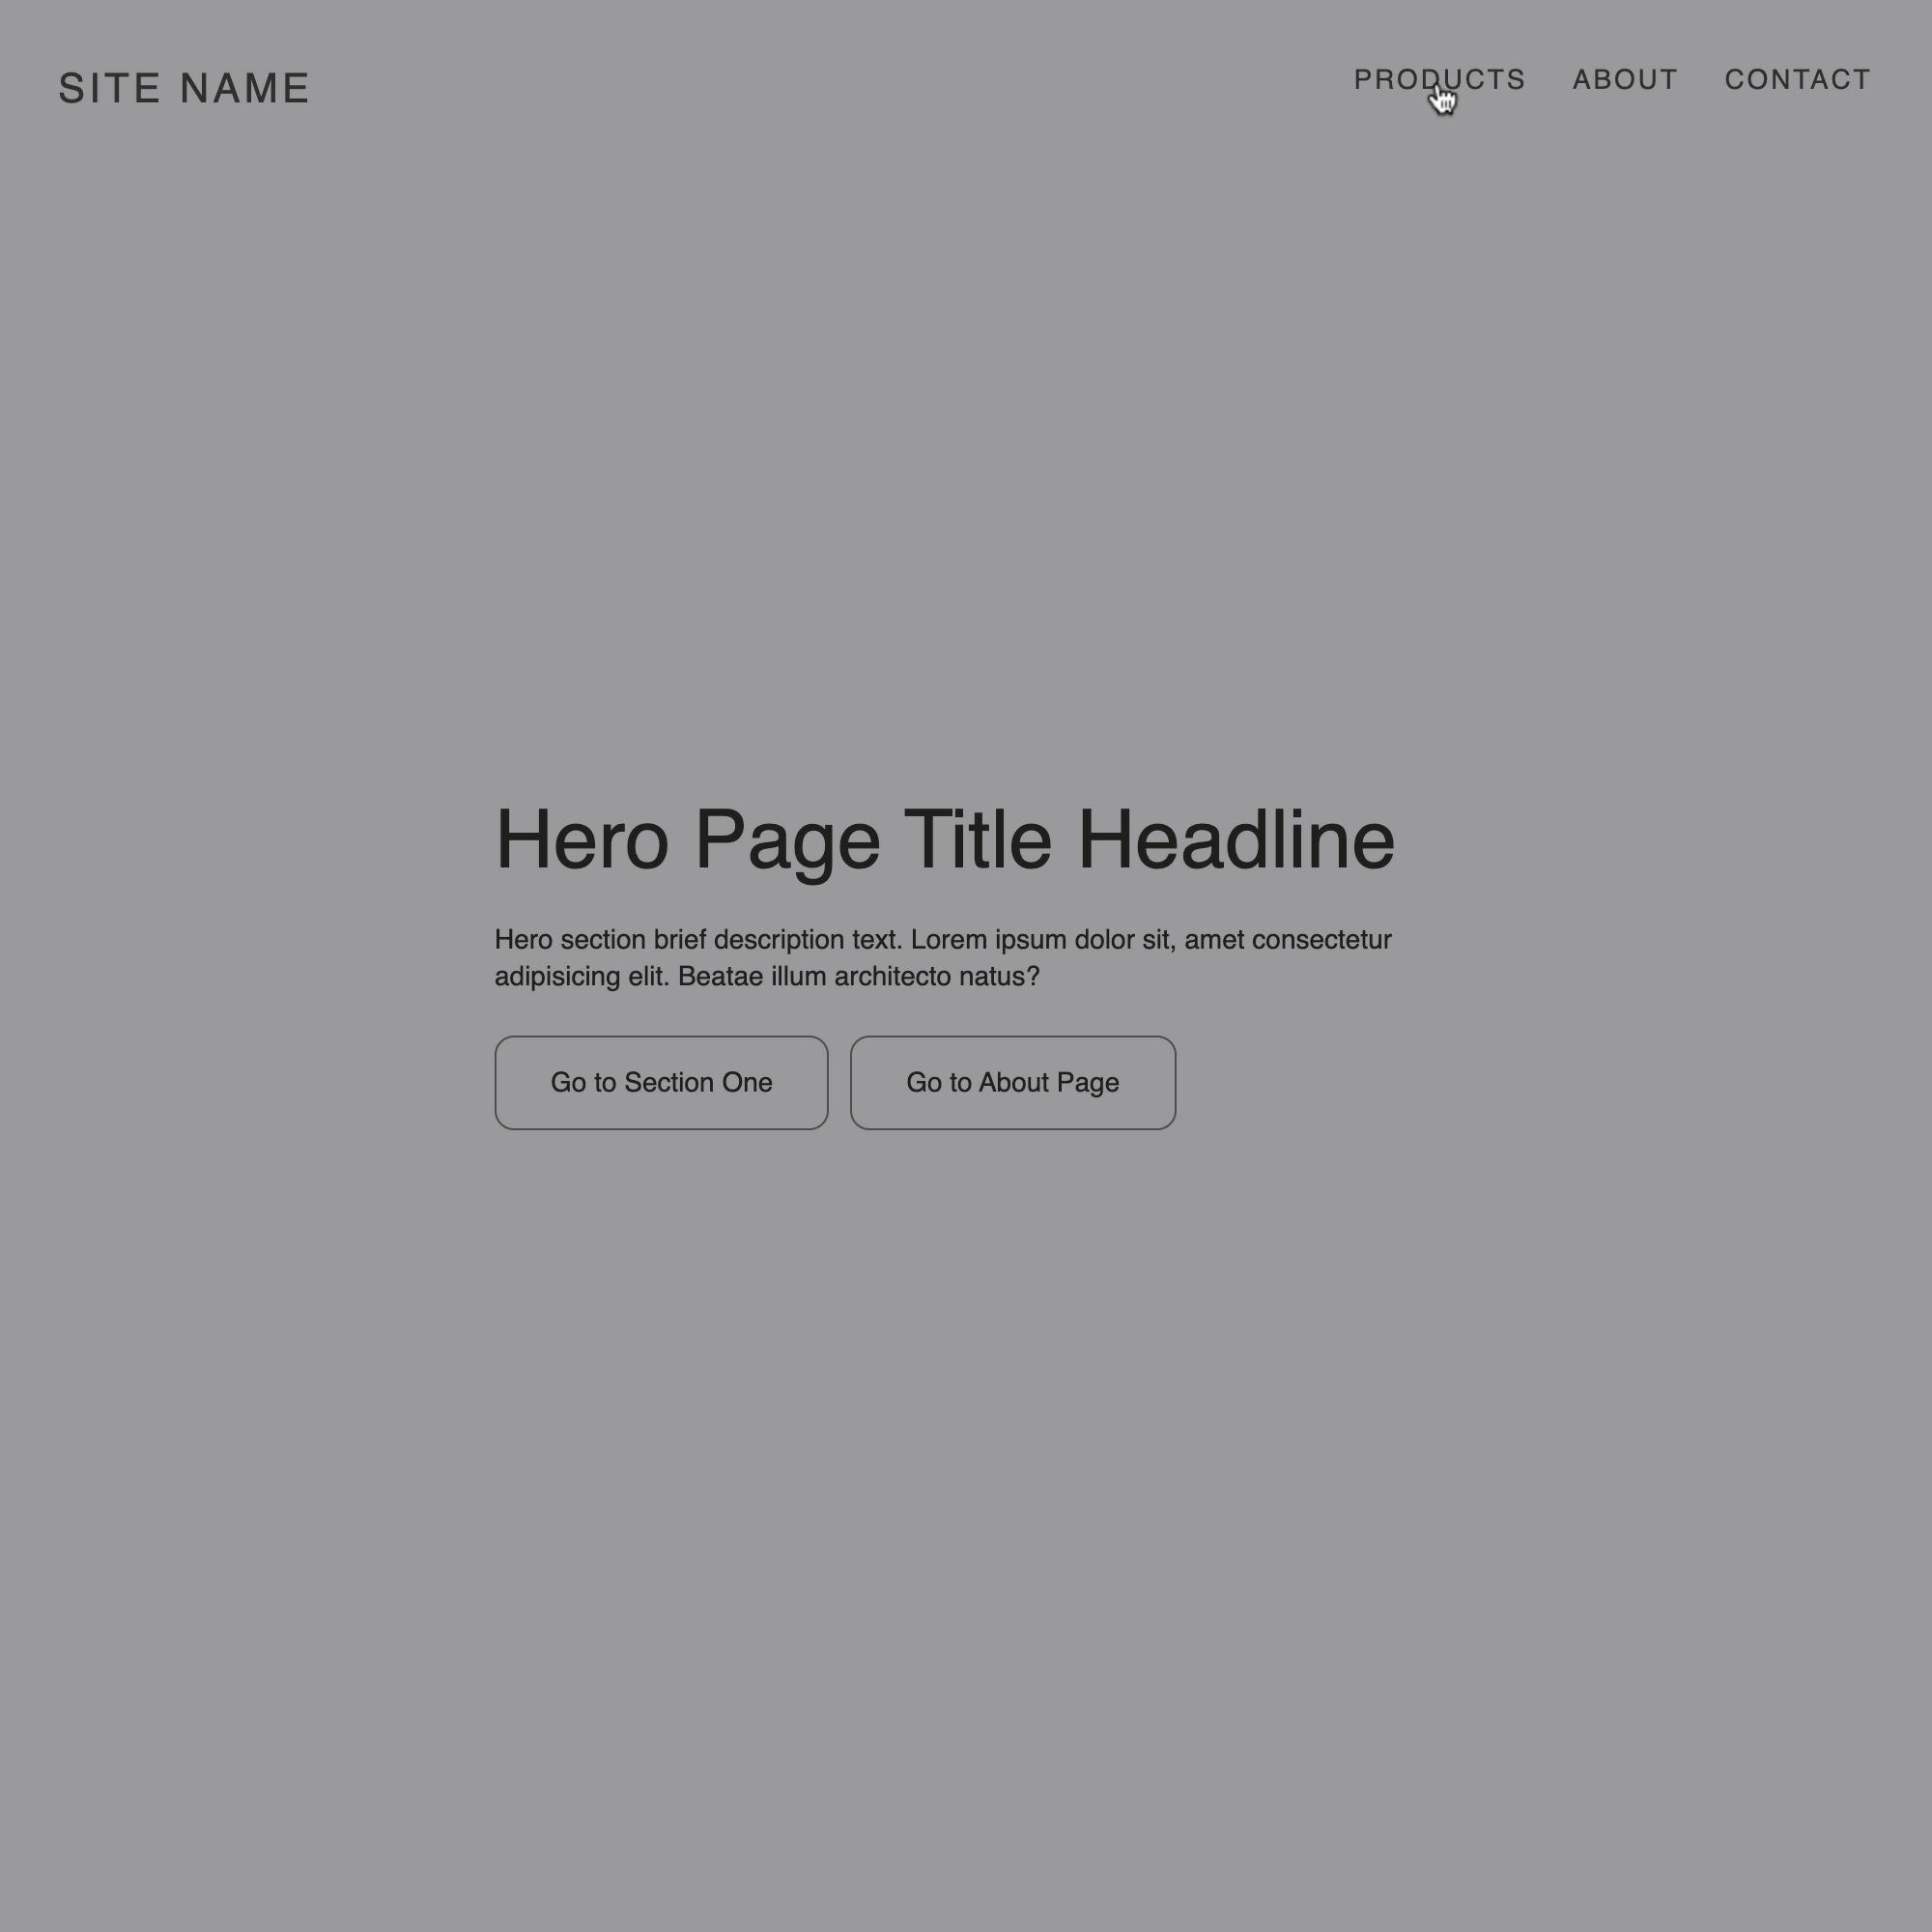 SITE NAME
PRODUCTS ABOUT CONTACT
Hero Page Title Headline
Hero section brief description text. Lorem ipsum dolor sit, amet consectetur
adipisicing elit. Beatae illum architecto natus?
Go to Section One
Go to About Page